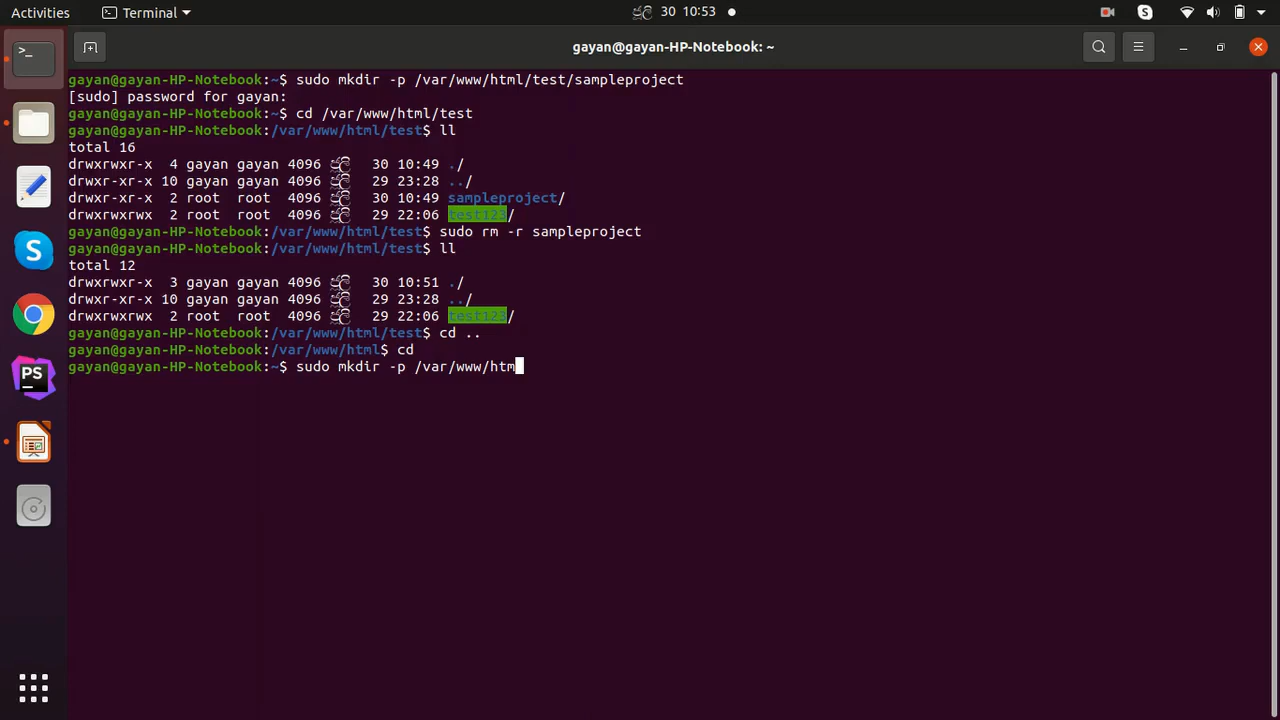 Activities
Terminal
ජූලි 30 10:53
gayan@gayan-HP-Notebook: ~
gayan@gayan-HP-Notebook:~$ sudo mkdir -p /var/www/html/test/sampleproject
[sudo] password for gayan:
gayan@gayan-HP-Notebook:~$ cd /var/www/html/test
gayan@gayan-HP-Notebook:/var/www/html/test$ ll
total 16
drwxrwxr-x  4 gayan gayan 4096 ජූලි  30 10:49 ./
drwxr-xr-x 10 gayan gayan 4096 ජූලි  29 23:28 ../
drwxr-xr-x  2 root  root  4096 ජූලි  30 10:49 sampleproject/
drwxrwxrwx  2 root  root  4096 ජූලි  29 22:06 test123/
gayan@gayan-HP-Notebook:/var/www/html/test$ sudo rm -r sampleproject
gayan@gayan-HP-Notebook:/var/www/html/test$ ll
total 12
drwxrwxr-x  3 gayan gayan 4096 ජූලි  30 10:51 ./
drwxr-xr-x 10 gayan gayan 4096 ජූලි  29 23:28 ../
drwxrwxrwx  2 root  root  4096 ජූලි  29 22:06 test123/
gayan@gayan-HP-Notebook:/var/www/html/test$ cd ..
gayan@gayan-HP-Notebook:/var/www/html$ cd
gayan@gayan-HP-Notebook:~$ sudo mkdir -p /var/www/htm
PS